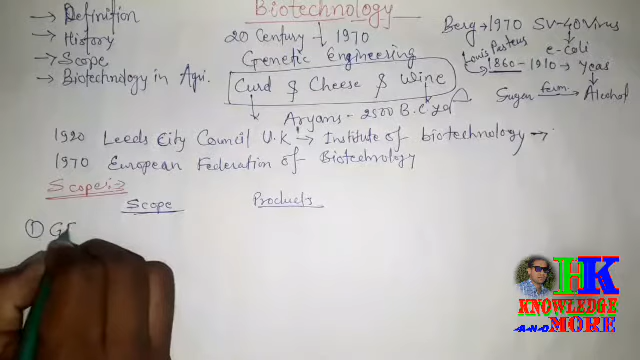 Biotechnology
→ Definition
→ History
→ Scope
→ Biotechnology in Agri.
20 Century → 1970
Genetic Engineering
Curd & Cheese & Wine
Aryans - 2500 B.C
Berg → 1970 SV-40 Virus
e-Coli
Louis Pasteus
1860 - 1910 → Yeas
Sugar Ferm. → Alcohol
1920 Leeds City Council U.K → Institute of biotechnology →
1970 European Federation of Biotechnology
Scope :→
Scope Products
①
HK
KNOWLEDGE
AND MORE